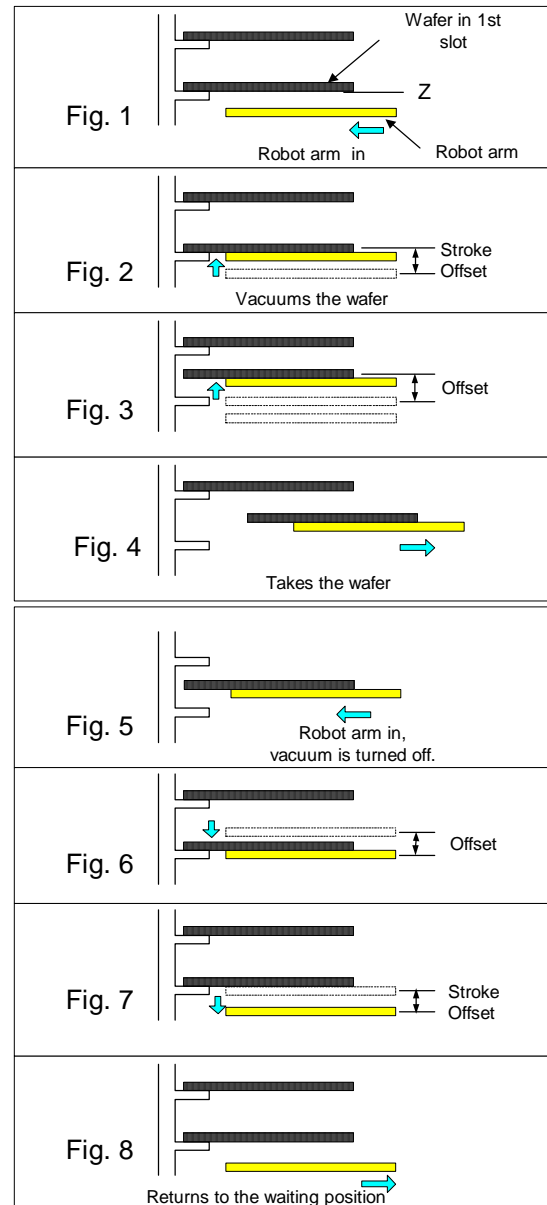 Wafer in 1st
slot
Z
Fig. 1
Robot arm in
Robot arm
Fig. 2
Stroke
Offset
Vacuums the wafer
Fig. 3
Offset
Fig. 4
Takes the wafer
Fig. 5
Robot arm in,
vacuum is turned off.
Fig. 6
Offset
Fig. 7
Stroke
Offset
Fig. 8
Returns to the waiting position